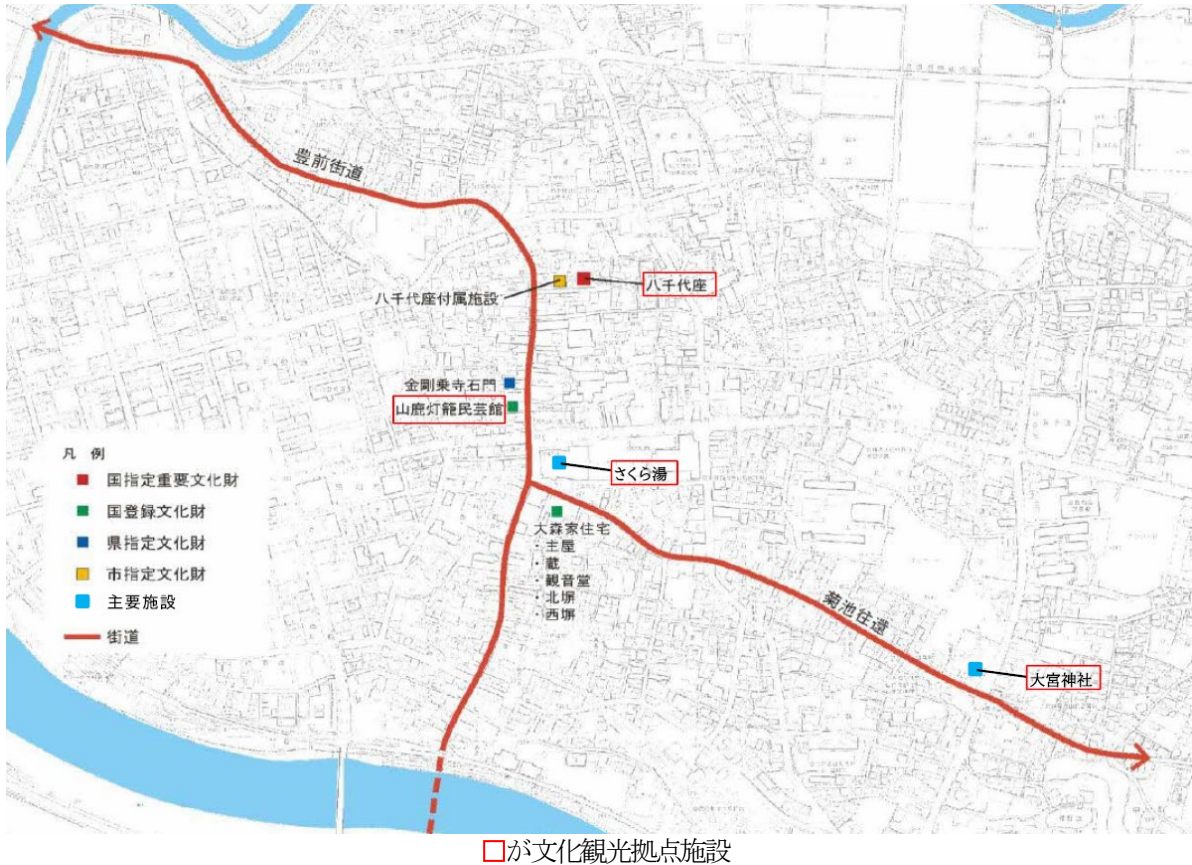 豊前街道
八千代座
八千代座付属施設
金剛乗寺石門
山鹿灯籠民芸館
さくら湯
大森家住宅
・主屋
・蔵
・観音堂
・北塀
・西塀
菊池往還
大宮神社
凡 例
国指定重要文化財
国登録文化財
県指定文化財
市指定文化財
主要施設
街道
□が文化観光拠点施設